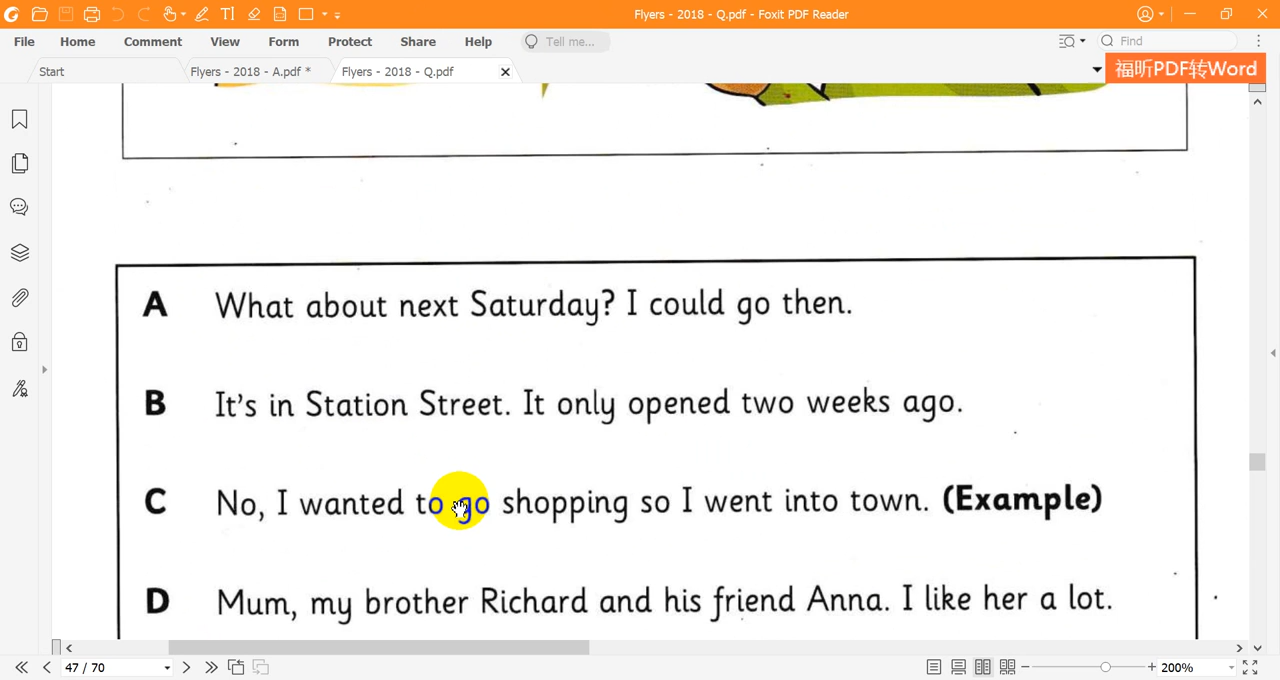 Flyers - 2018 - Q.pdf - Foxit PDF Reader
File Home Comment View Form Protect Share Help Tell me... Find
Start Flyers - 2018 - A.pdf * Flyers - 2018 - Q.pdf 福昕PDF转Word
A What about next Saturday? I could go then.
B It's in Station Street. It only opened two weeks ago.
C No, I wanted to go shopping so I went into town. (Example)
D Mum, my brother Richard and his friend Anna. I like her a lot.
47 / 70 200%